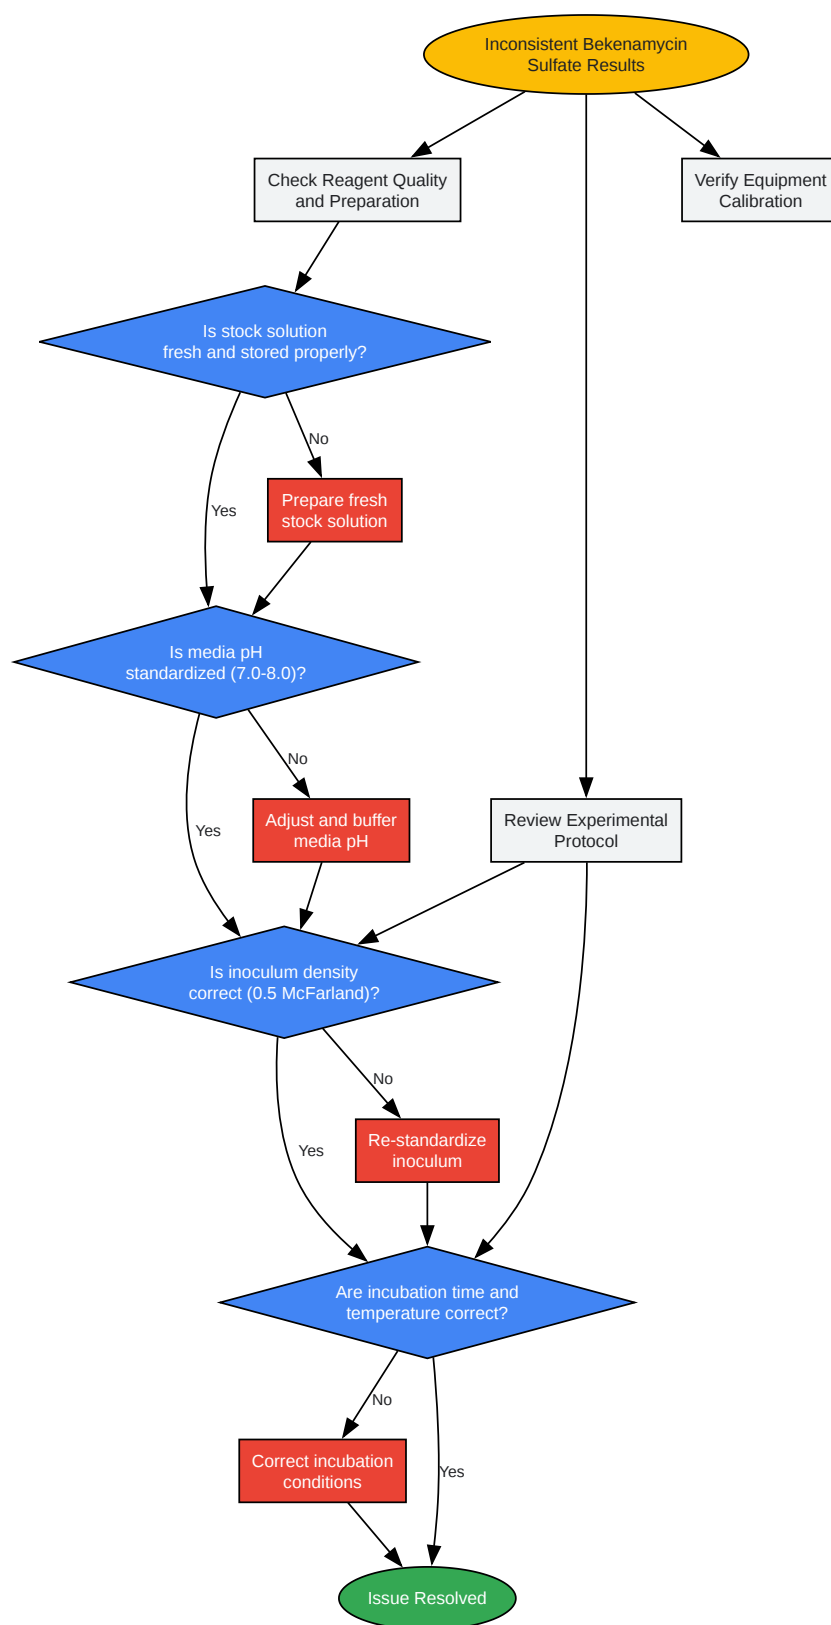 Inconsistent Bekenamycin
Sulfate Results
Check Reagent Quality
and Preparation
Verify Equipment
Calibration
Is stock solution
fresh and stored properly?
No
Yes
Prepare fresh
stock solution
Is media pH
standardized (7.0-8.0)?
No
Yes
Adjust and buffer
media pH
Review Experimental
Protocol
Is inoculum density
correct (0.5 McFarland)?
No
Yes
Re-standardize
inoculum
Are incubation time and
temperature correct?
No
Yes
Correct incubation
conditions
Issue Resolved